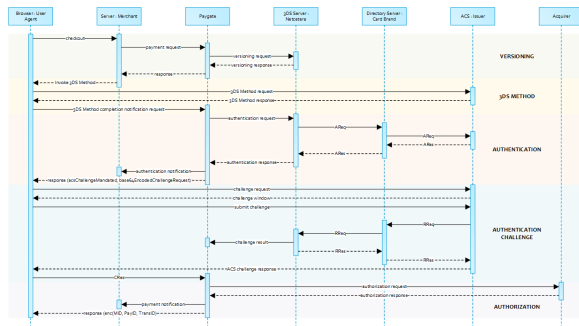 Browser - User
Agent
Server - Merchant
Paygate
3DS Server -
Netcetera
Directory Server -
Card Brand
ACS - Issuer
Acquirer
checkout
payment request
versioning request
VERSIONING
versioning response
response
Invoke 3DS Method
3DS Method request
3DS METHOD
3DS Method response
3DS Method completion notification request
authentication request
AReq
AReq
ARes
AUTHENTICATION
ARes
authentication response
authentication notification
response (acsChallengeMandated, base64EncodedChallengeRequest)
challenge request
challenge window
submit challenge
RReq
RReq
AUTHENTICATION
CHALLENGE
challenge result
RRes
RRes
ACS challenge response
CRes
authorization request
authorization response
payment notification
AUTHORIZATION
response (enc(MID, PayID, TransID))